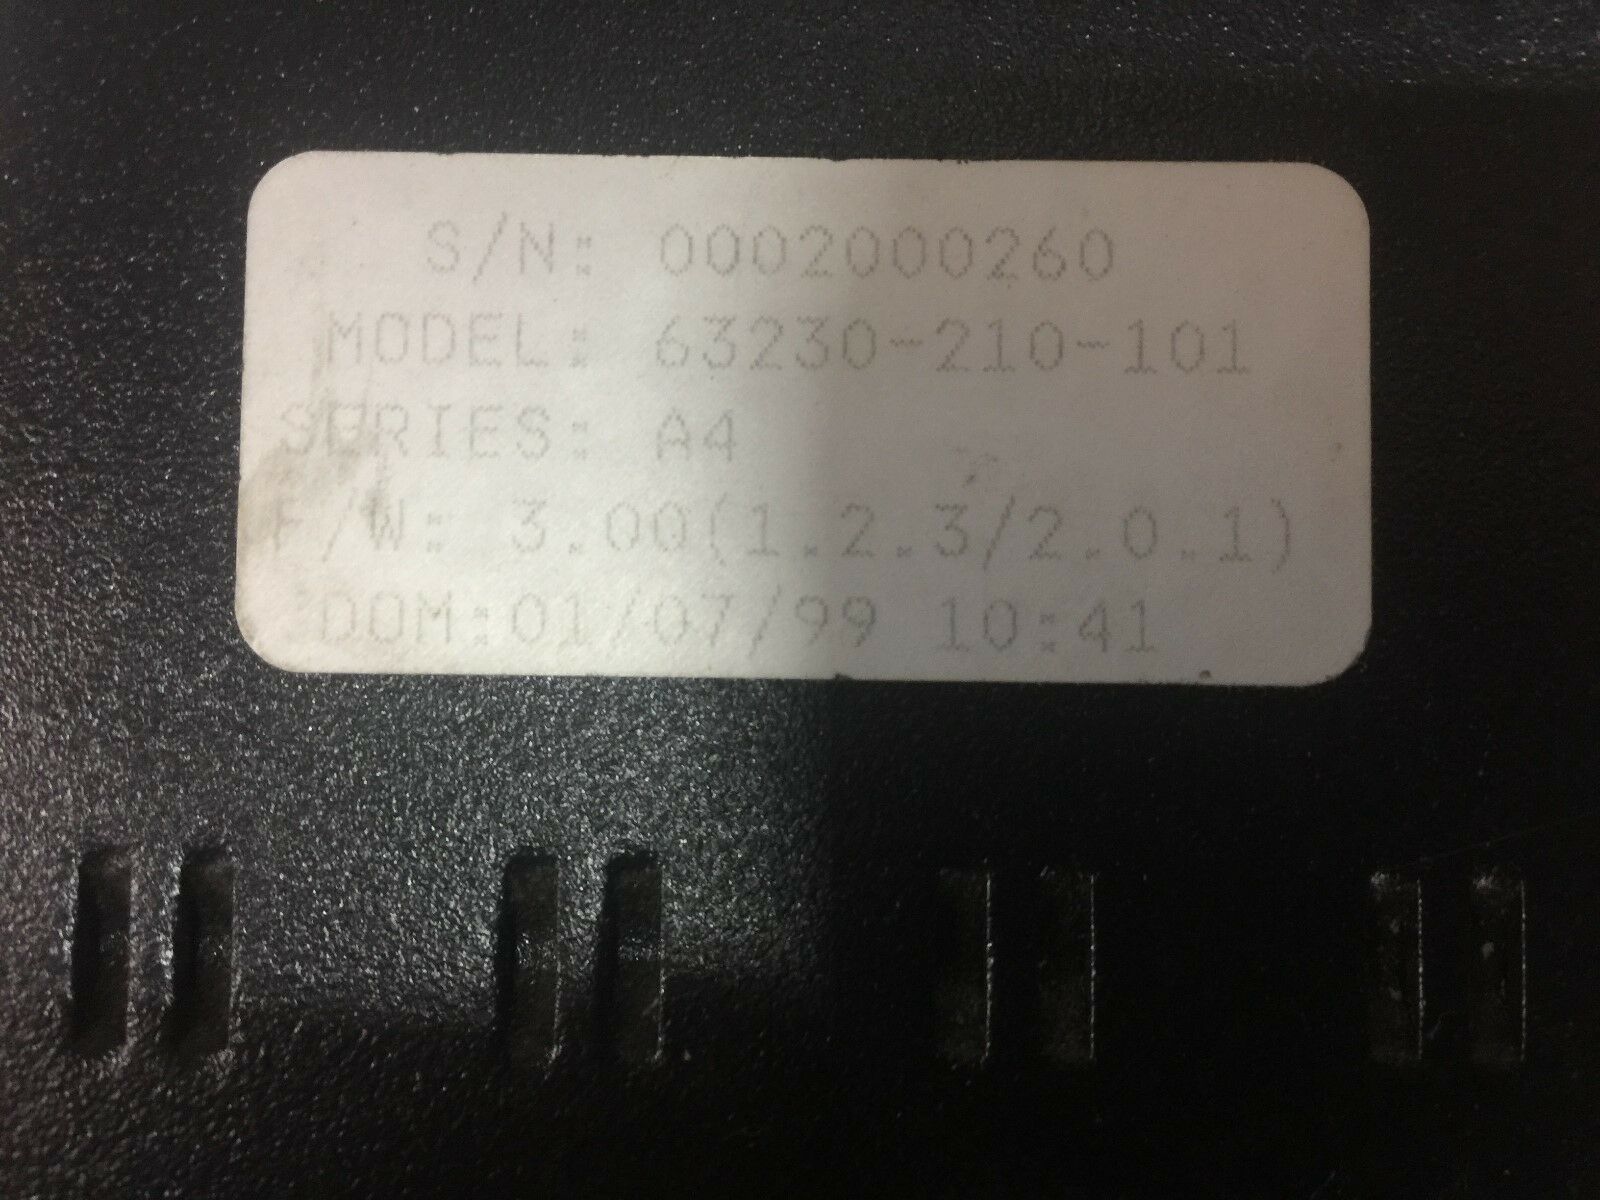 S/N: 0002000260
MODEL: 63230-210-101
SERIES: A4
F/W: 3.00(1.2.3/2.0.1)
DOM:01/07/99 10:41